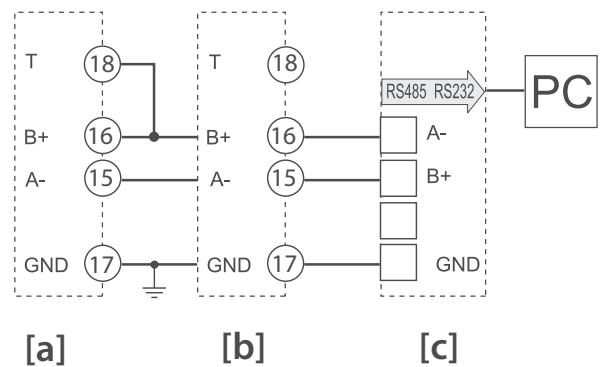 T 18 T 18
RS485 RS232 PC
B+ 16 B+ 16 A-
A- 15 A- 15 B+
GND 17 GND 17 GND
[a] [b] [c]